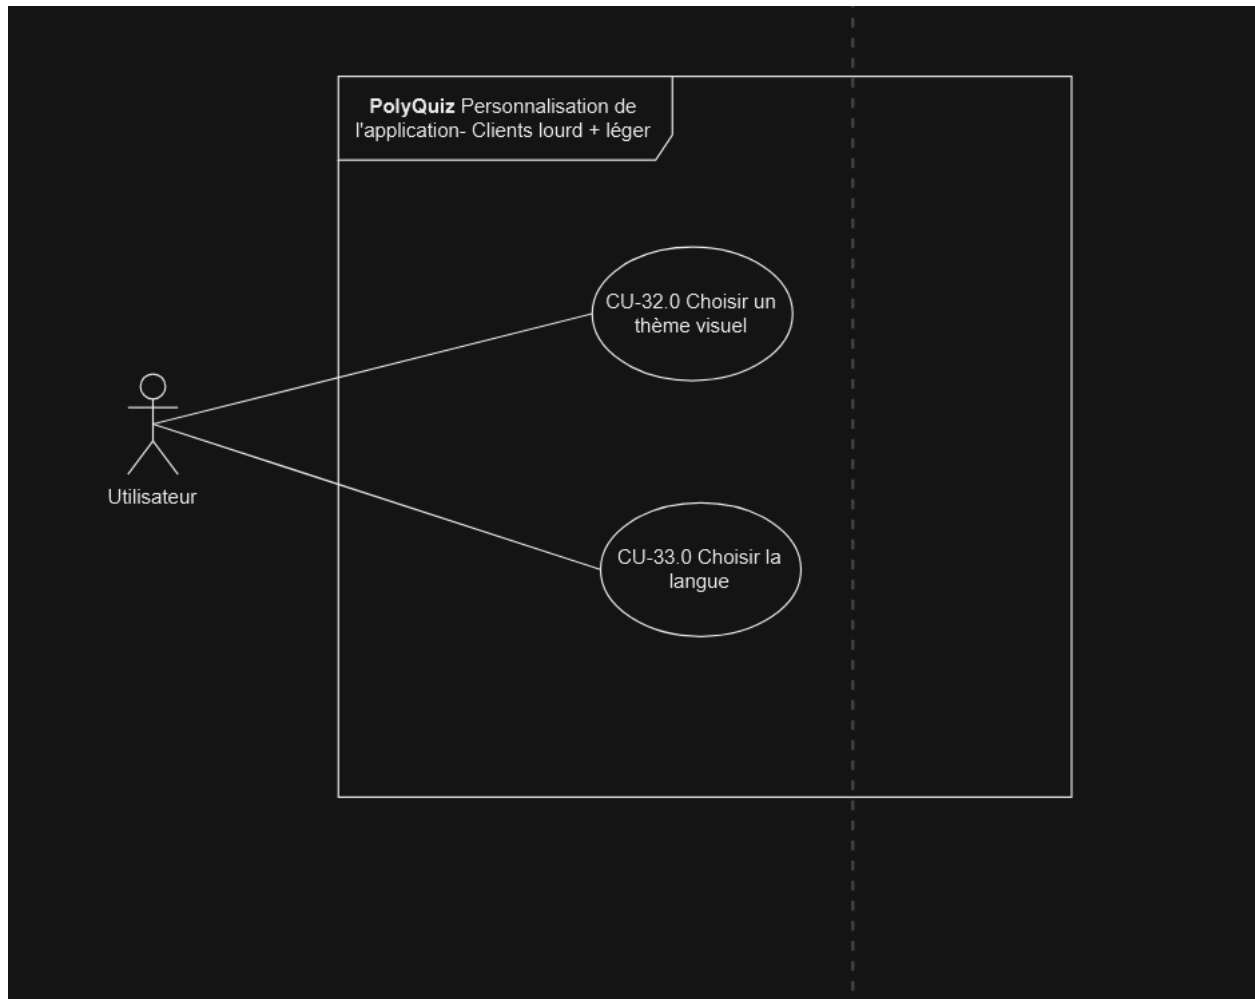 PolyQuiz Personnalisation de
l'application- Clients lourd + léger
CU-32.0 Choisir un
thème visuel
Utilisateur
CU-33.0 Choisir la
langue